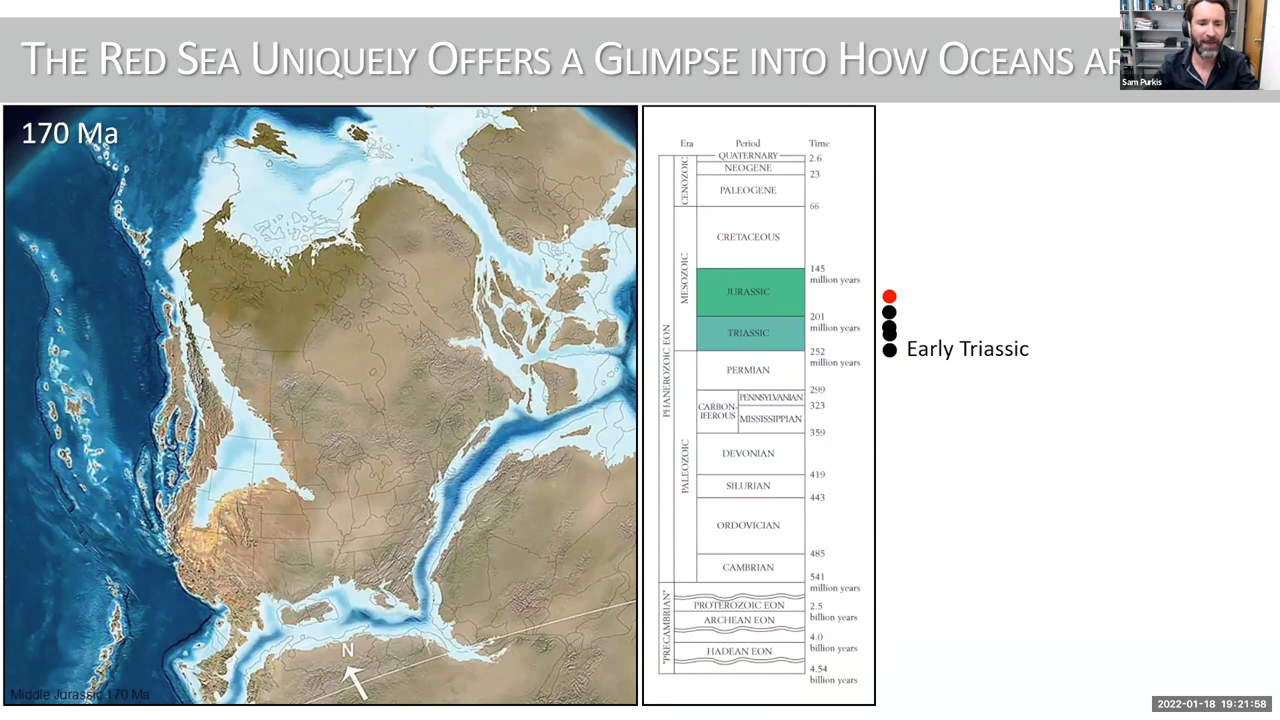 THE RED SEA UNIQUELY OFFERS A GLIMPSE INTO HOW OCEANS
Sam Purkis
170 Ma
N
Middle Jurassic 170 Ma
Era Period Time
QUATERNARY 2.6
NEOGENE 23
PALEOGENE
66
CENOZOIC
CRETACEOUS
145
million years
JURASSIC
201
million years
TRIASSIC
252
million years
MESOZOIC
PERMIAN
299
PENNSYLVANIAN
CARBON-
IFEROUS
323
MISSISSIPPIAN
359
DEVONIAN
419
SILURIAN
443
ORDOVICIAN
485
CAMBRIAN
541
million years
PALEOZOIC
PHANEROZOIC EON
PROTEROZOIC EON 2.5
billion years
ARCHEAN EON
4.0
billion years
HADEAN EON
4.54
billion years
"PRECAMBRIAN"
Early Triassic
2022-01-18 19:21:58